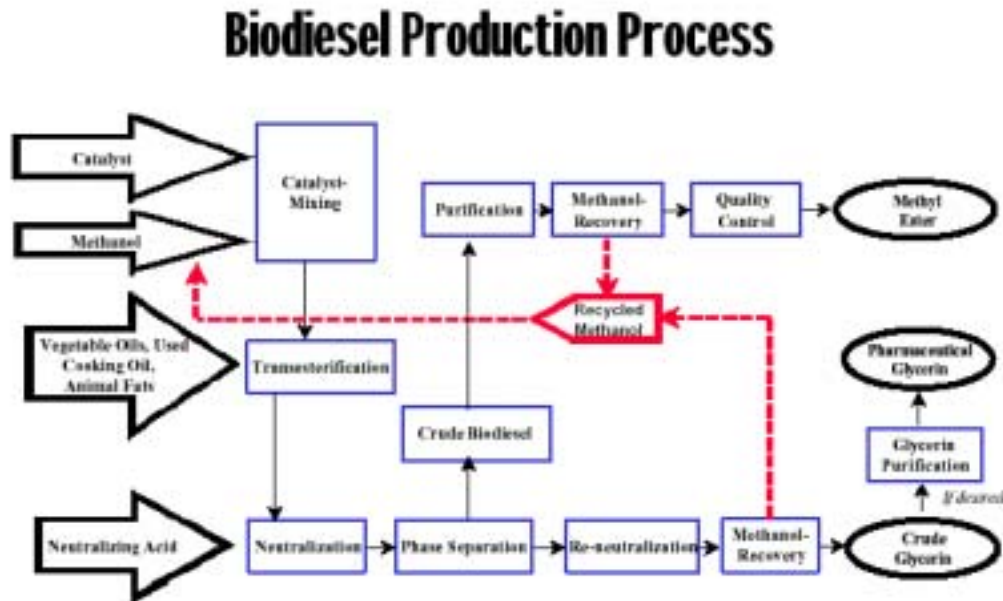 Biodiesel Production Process
Catalyst
Methanol
Catalyst-
Mixing
Purification
Methanol-
Recovery
Quality
Control
Methyl
Ester
Recycled
Methanol
Vegetable Oils, Used
Cooking Oil,
Animal Fats
Transesterification
Crude Biodiesel
Pharmaceutical
Glycerin
Glycerin
Purification
If desired
Neutralizing Acid
Neutralization
Phase Separation
Re-neutralization
Methanol-
Recovery
Crude
Glycerin